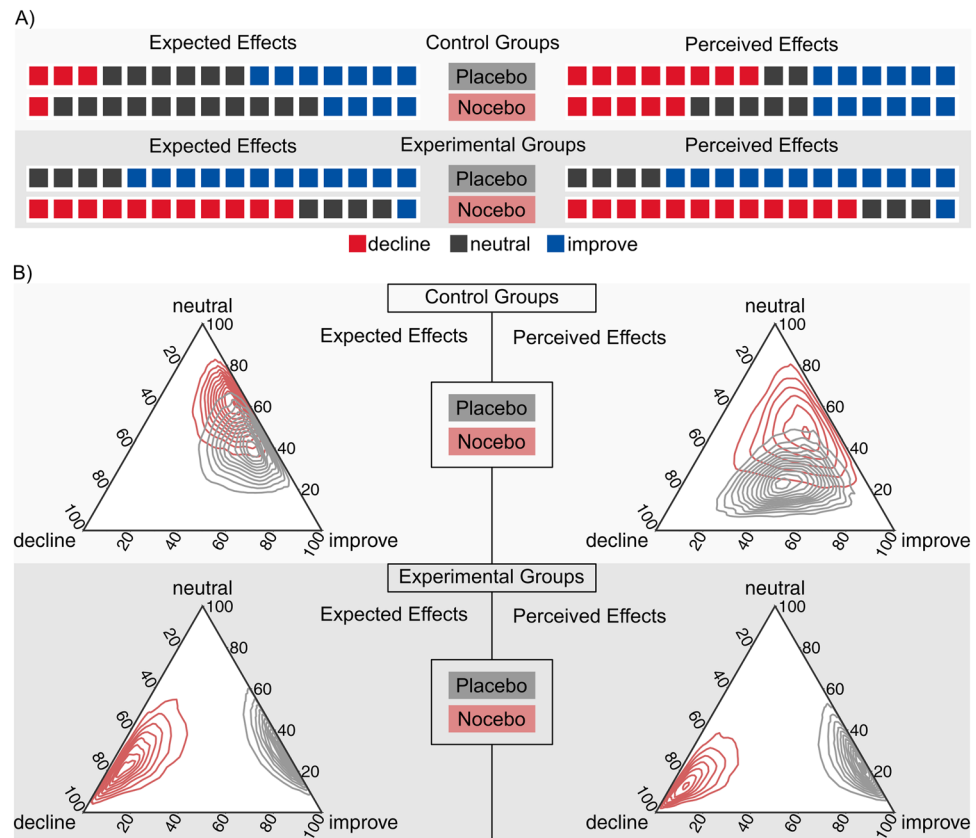 A)
Expected Effects Control Groups Perceived Effects
Placebo
Nocebo
Expected Effects Experimental Groups Perceived Effects
Placebo
Nocebo
decline neutral improve
B)
Control Groups
Expected Effects Perceived Effects
Placebo
Nocebo
neutral
100
20 80
40 60
60 40
80 20
100
decline 20 40 60 80 100 improve
neutral
100
20 80
40 60
60 40
80 20
100
decline 20 40 60 80 100 improve
Experimental Groups
Expected Effects Perceived Effects
Placebo
Nocebo
neutral
100
20 80
40 60
60 40
80 20
100
decline 20 40 60 80 100 improve
neutral
100
20 80
40 60
60 40
80 20
100
decline 20 40 60 80 100 improve